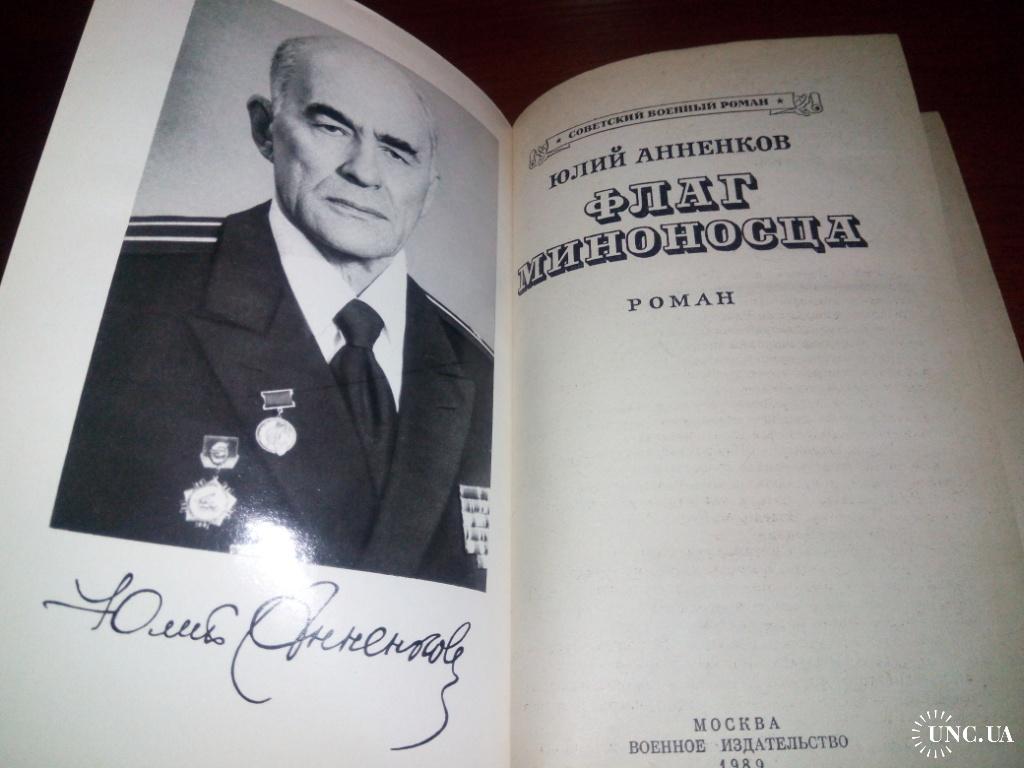 Юлий Анненков
★ СОВЕТСКИЙ ВОЕННЫЙ РОМАН ★
ЮЛИЙ АННЕНКОВ
ФЛАГ
МИНОНОСЦА
РОМАН
МОСКВА
ВОЕННОЕ ИЗДАТЕЛЬСТВО
1989
UNC.UA